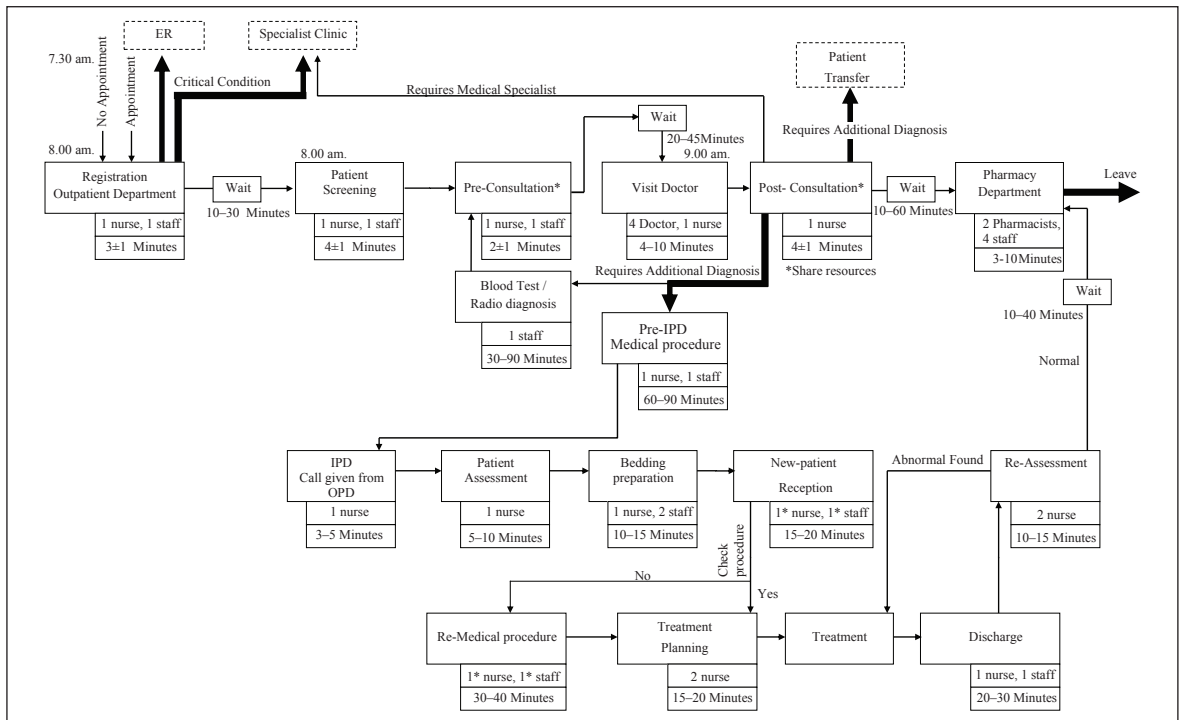 ER
Specialist Clinic
7.30 am.
No Appointment
Appointment
Critical Condition
Patient
Transfer
Requires Medical Specialist
Wait
20–45Minutes
9.00 am.
Requires Additional Diagnosis
8.00 am.
Registration
Outpatient Department
1 nurse, 1 staff
3±1 Minutes
Wait
10–30 Minutes
8.00 am.
Patient
Screening
1 nurse, 1 staff
4±1 Minutes
Pre-Consultation*
1 nurse, 1 staff
2±1 Minutes
Visit Doctor
4 Doctor, 1 nurse
4–10 Minutes
Post- Consultation*
1 nurse
4±1 Minutes
*Share resources
Wait
10–60 Minutes
Pharmacy
Department
2 Pharmacists,
4 staff
3-10Minutes
Leave
Requires Additional Diagnosis
Blood Test /
Radio diagnosis
1 staff
30–90 Minutes
Pre-IPD
Medical procedure
1 nurse, 1 staff
60–90 Minutes
Wait
10–40 Minutes
Normal
IPD
Call given from
OPD
1 nurse
3–5 Minutes
Patient
Assessment
1 nurse
5–10 Minutes
Bedding
preparation
1 nurse, 2 staff
10–15 Minutes
New-patient
Reception
1* nurse, 1* staff
15–20 Minutes
Abnormal Found
Re-Assessment
2 nurse
10–15 Minutes
Check
procedure
No
Yes
Re-Medical procedure
1* nurse, 1* staff
30–40 Minutes
Treatment
Planning
2 nurse
15–20 Minutes
Treatment
Discharge
1 nurse, 1 staff
20–30 Minutes